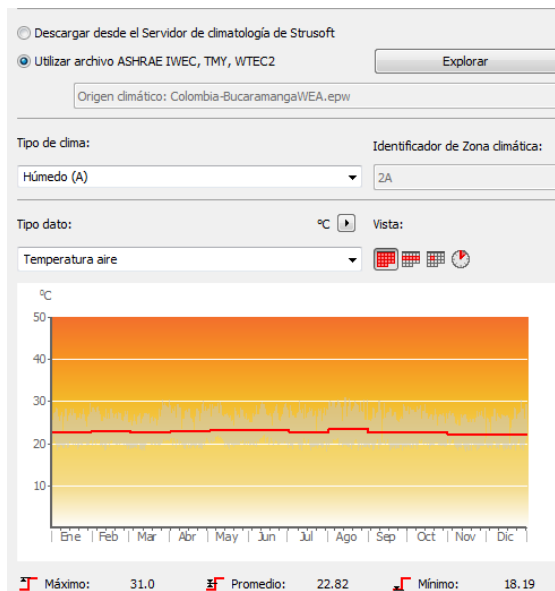 Descargar desde el Servidor de climatología de Strusoft
Utilizar archivo ASHRAE IWEC, TMY, WTEC2
Explorar
Origen climático: Colombia-BucaramangaWEA.epw
Tipo de clima:
Identificador de Zona climática:
Húmedo (A)
2A
Tipo dato:
ºC
Vista:
Temperatura aire
ºC
50
40
30
20
10
Ene Feb Mar Abr May Jun Jul Ago Sep Oct Nov Dic
Máximo: 31.0 Promedio: 22.82 Mínimo: 18.19